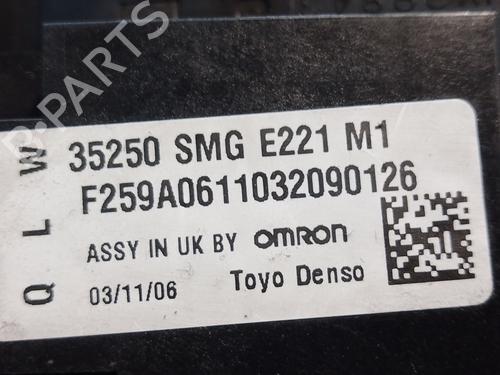 W 35250 SMG E221 M1
F259A0611032090126
L
ASSY IN UK BY OMRON
Q 03/11/06 Toyo Denso
B-PARTS